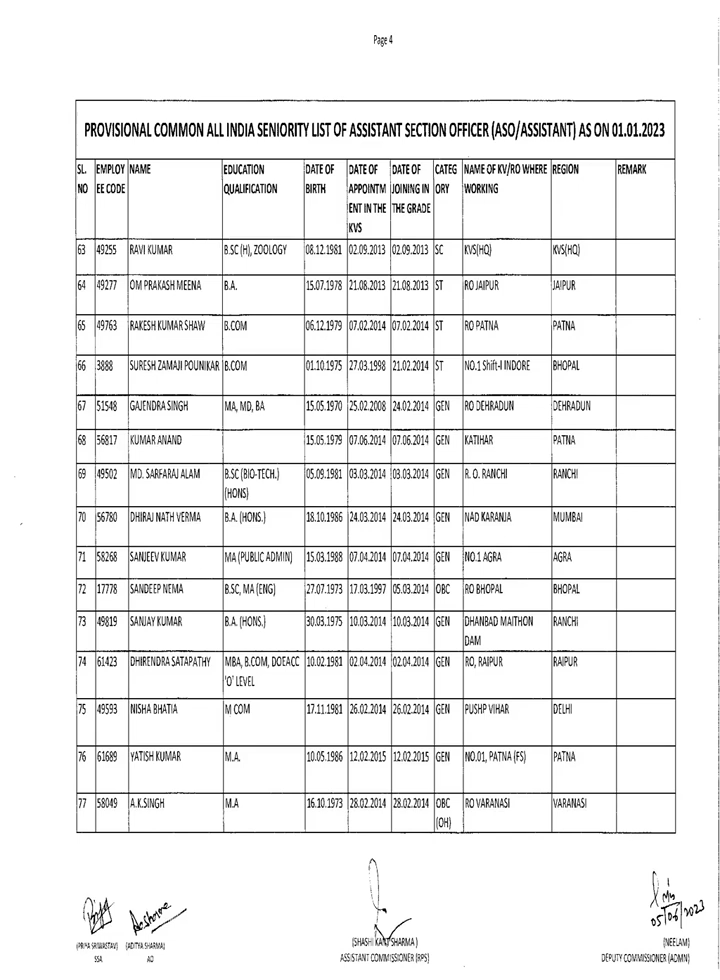 Page 4
PROVISIONAL COMMON ALL INDIA SENIORITY LIST OF ASSISTANT SECTION OFFICER (ASO/ASSISTANT) AS ON 01.01.2023
SL. NO EMPLOY EE CODE NAME EDUCATION QUALIFICATION DATE OF BIRTH DATE OF APPOINTM ENT IN THE KVS DATE OF JOINING IN THE GRADE CATEG ORY NAME OF KV/RO WHERE WORKING REGION REMARK
63 49255 RAVI KUMAR B.SC (H), ZOOLOGY 08.12.1981 02.09.2013 02.09.2013 SC KVS(HQ) KVS(HQ)
64 49277 OM PRAKASH MEENA B.A. 15.07.1978 21.08.2013 21.08.2013 ST RO JAIPUR JAIPUR
65 49763 RAKESH KUMAR SHAW B.COM 06.12.1979 07.02.2014 07.02.2014 ST RO PATNA PATNA
66 3888 SURESH ZAMAJI POUNIKAR B.COM 01.10.1975 27.03.1998 21.02.2014 ST NO.1 Shift-I INDORE BHOPAL
67 51548 GAJENDRA SINGH MA, MD, BA 15.05.1970 25.02.2008 24.02.2014 GEN RO DEHRADUN DEHRADUN
68 56817 KUMAR ANAND 15.05.1979 07.06.2014 07.06.2014 GEN KATIHAR PATNA
69 49502 MD. SARFARAJ ALAM B.SC (BIO-TECH.) (HONS) 05.09.1981 03.03.2014 03.03.2014 GEN R. O. RANCHI RANCHI
70 56780 DHIRAJ NATH VERMA B.A. (HONS.) 18.10.1986 24.03.2014 24.03.2014 GEN NAD KARANJA MUMBAI
71 58268 SANJEEV KUMAR MA (PUBLIC ADMIN) 15.03.1988 07.04.2014 07.04.2014 GEN NO.1 AGRA AGRA
72 17778 SANDEEP NEMA B.SC, MA (ENG) 27.07.1973 17.03.1997 05.03.2014 OBC RO BHOPAL BHOPAL
73 49819 SANJAY KUMAR B.A. (HONS.) 30.03.1975 10.03.2014 10.03.2014 GEN DHANBAD MAITHON DAM RANCHI
74 61423 DHIRENDRA SATAPATHY MBA, B.COM, DOEACC 'O' LEVEL 10.02.1981 02.04.2014 02.04.2014 GEN RO, RAIPUR RAIPUR
75 49593 NISHA BHATIA M COM 17.11.1981 26.02.2014 26.02.2014 GEN PUSHP VIHAR DELHI
76 61689 YATISH KUMAR M.A. 10.05.1986 12.02.2015 12.02.2015 GEN NO.01, PATNA (FS) PATNA
77 58049 A.K.SINGH M.A 16.10.1973 28.02.2014 28.02.2014 OBC (OH) RO VARANASI VARANASI
05/06/2023
(PRIYA SRIWASTAV) (ADITYA SHARMA) (SHASHI KANT SHARMA) (NEELAM)
SSA AO ASSISTANT COMMISSIONER (RPS) DEPUTY COMMISSIONER (ADMN)